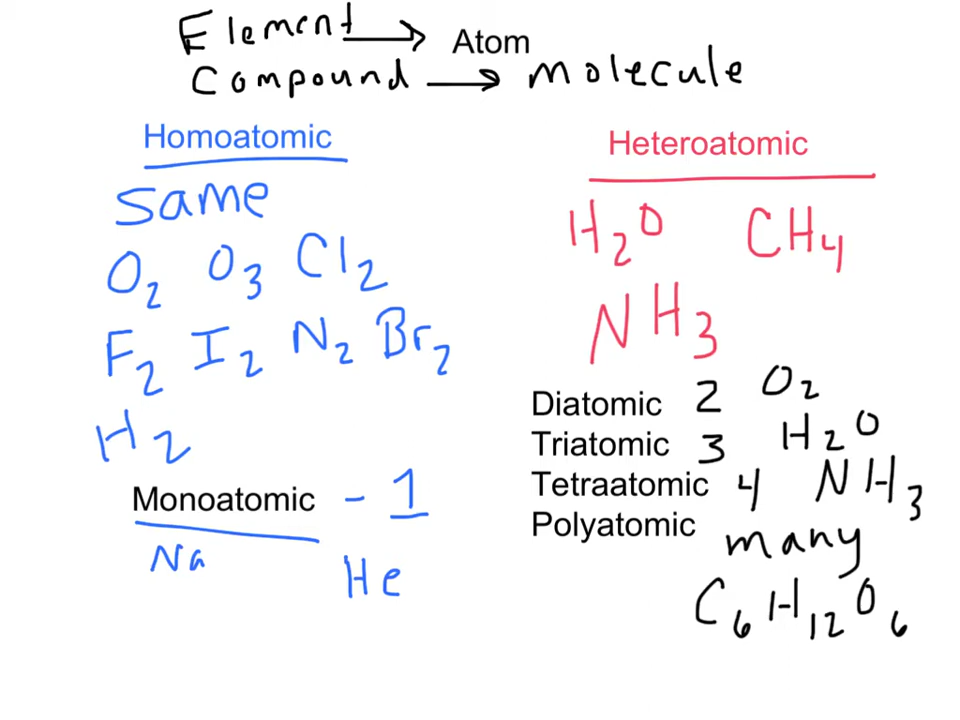 Element → Atom
Compound → molecule
Homoatomic
same
O₂ O₃ Cl₂
F₂ I₂ N₂ Br₂
H₂
Monoatomic - 1
Na He
Heteroatomic
H₂O CH₄
NH₃
Diatomic 2 O₂
Triatomic 3 H₂O
Tetraatomic 4 NH₃
Polyatomic many
C₆H₁₂O₆